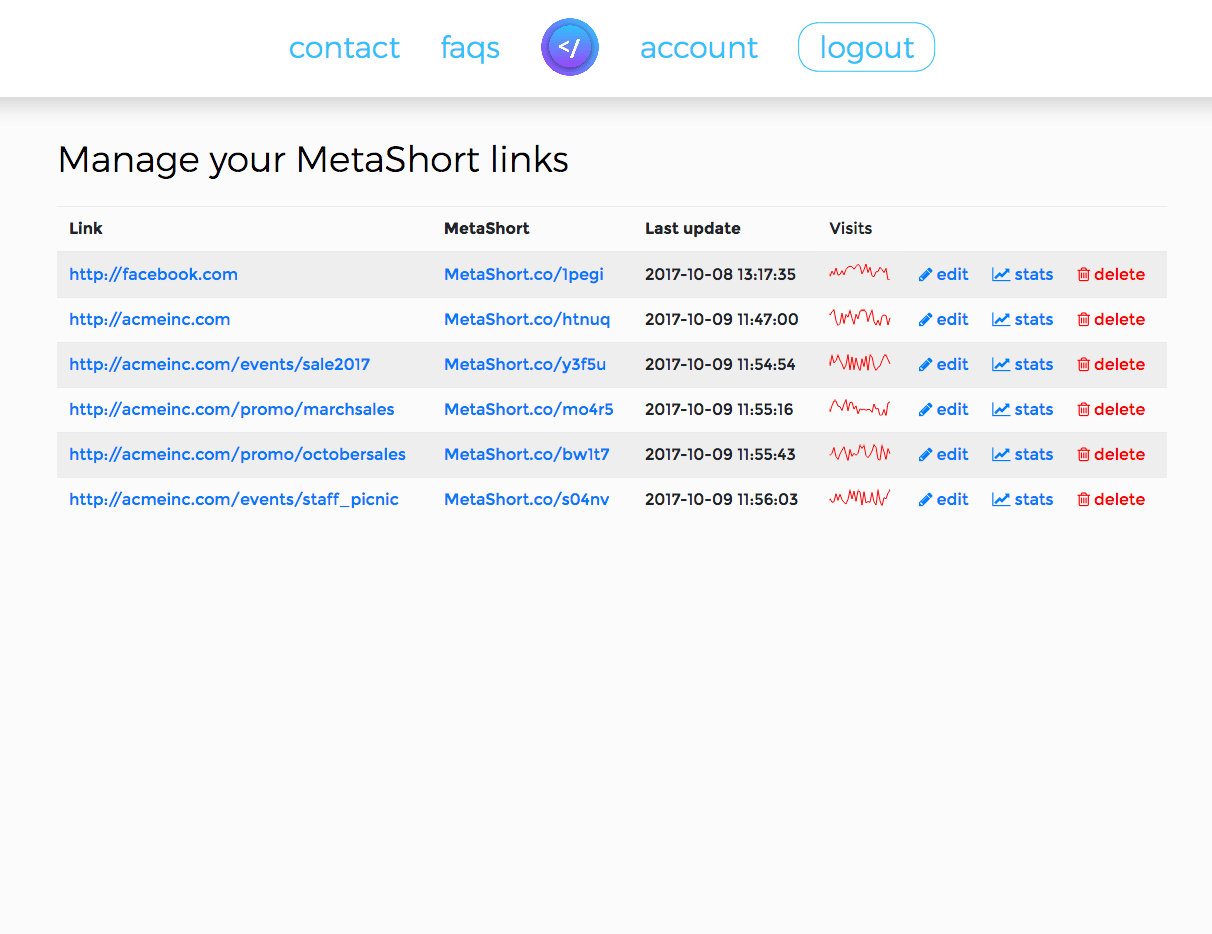 contact faqs </ account logout
Manage your MetaShort links
Link MetaShort Last update Visits
http://facebook.com MetaShort.co/1pegi 2017-10-08 13:17:35 edit stats delete
http://acmeinc.com MetaShort.co/htnuq 2017-10-09 11:47:00 edit stats delete
http://acmeinc.com/events/sale2017 MetaShort.co/y3f5u 2017-10-09 11:54:54 edit stats delete
http://acmeinc.com/promo/marchsales MetaShort.co/mo4r5 2017-10-09 11:55:16 edit stats delete
http://acmeinc.com/promo/octobersales MetaShort.co/bw1t7 2017-10-09 11:55:43 edit stats delete
http://acmeinc.com/events/staff_picnic MetaShort.co/s04nv 2017-10-09 11:56:03 edit stats delete